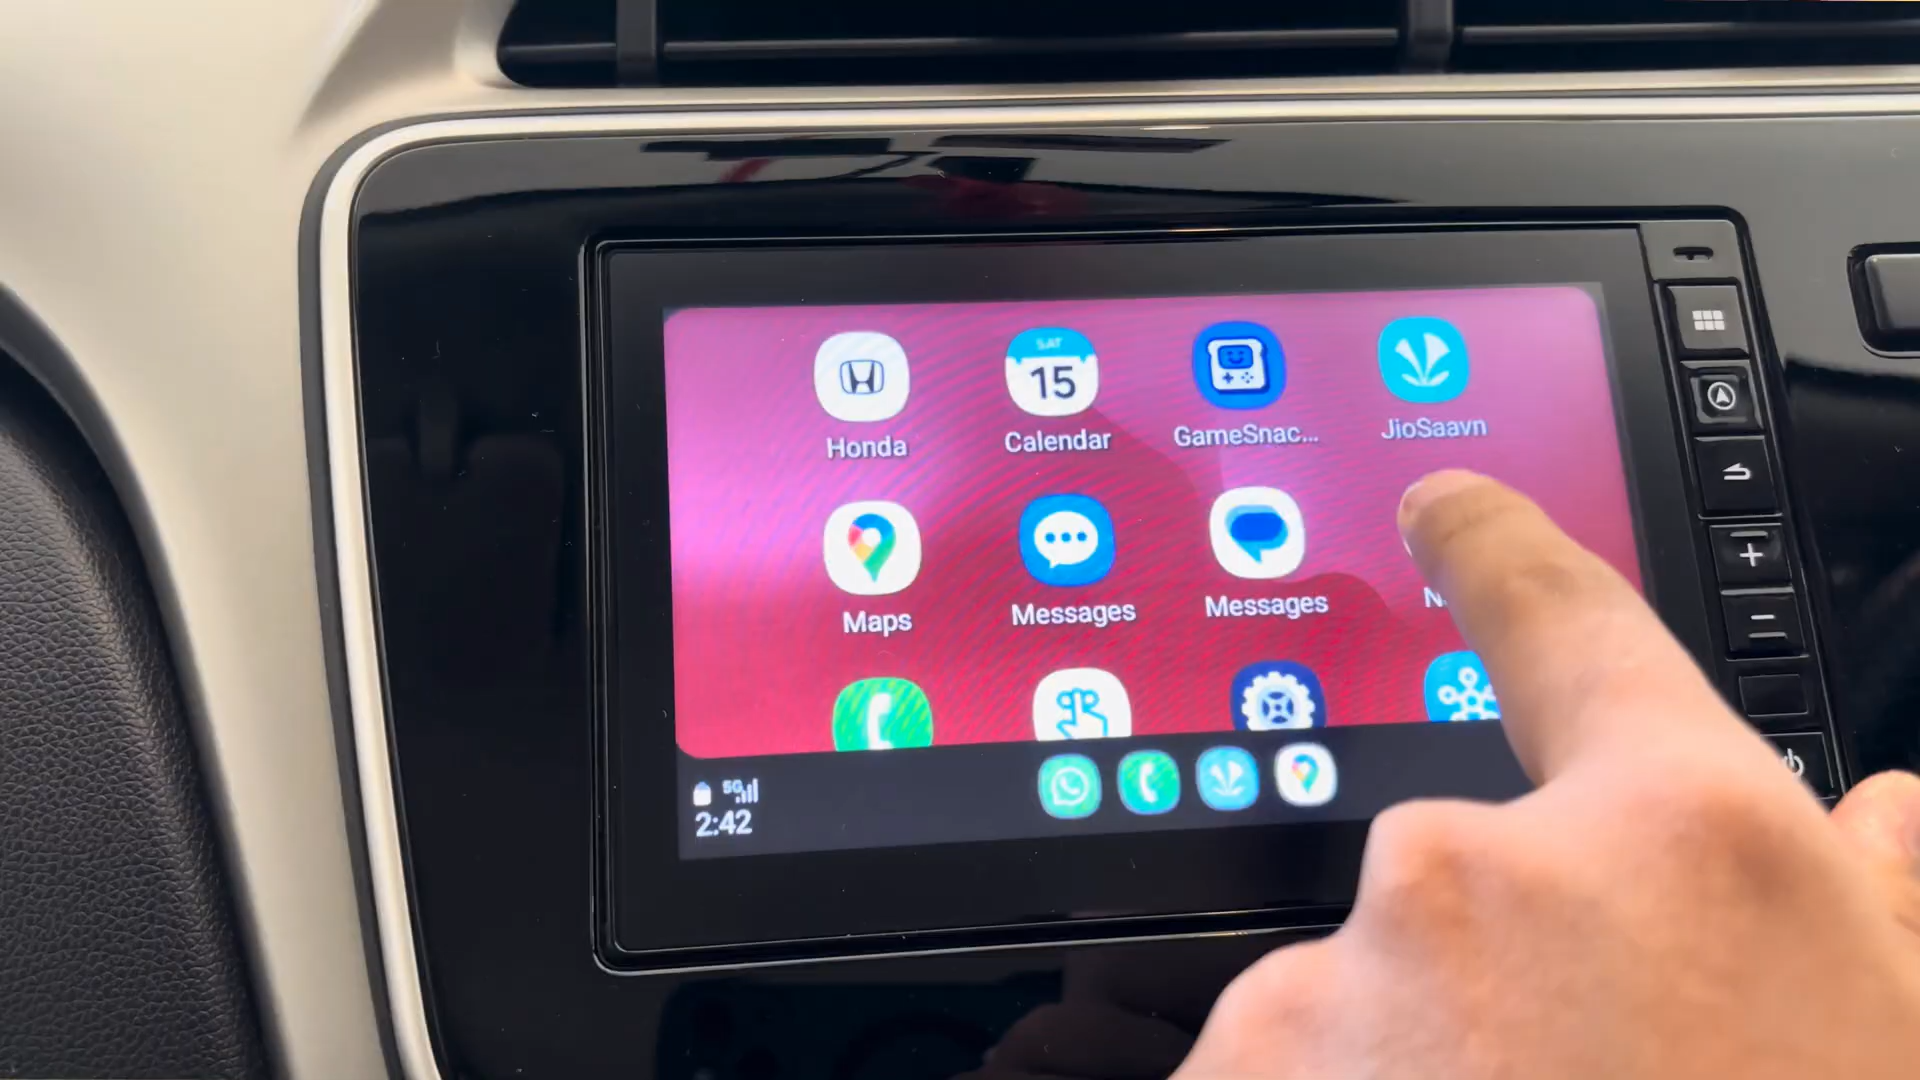 SAT
15
Honda
Calendar
GameSnac...
JioSaavn
Maps
Messages
Messages
5G
2:42